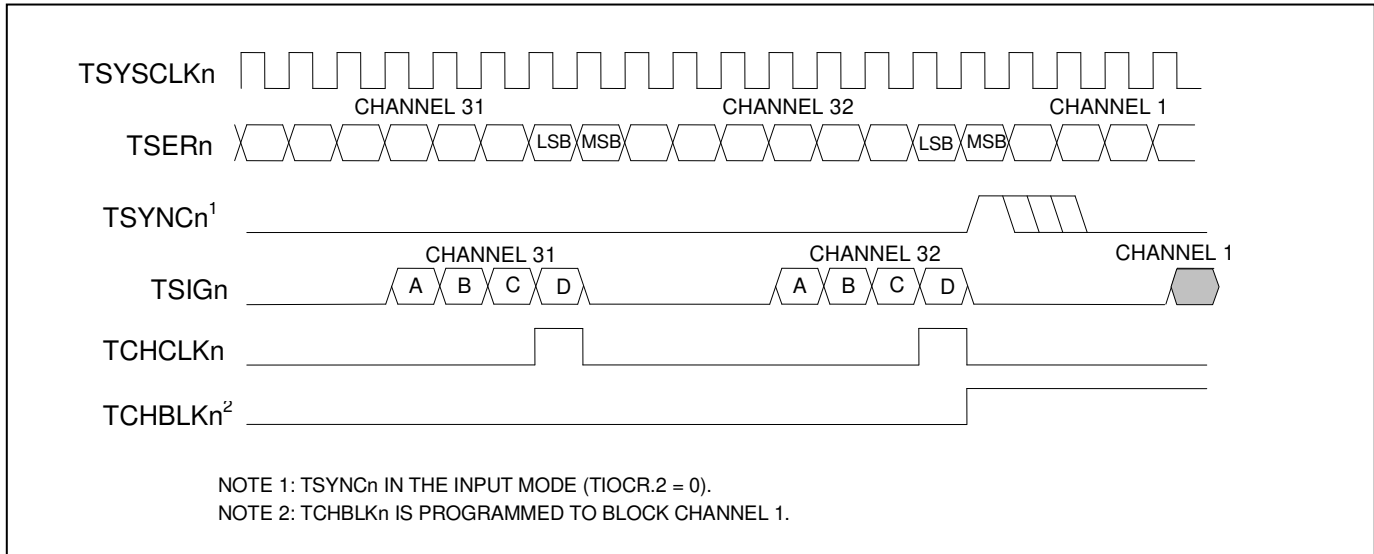 TSYSCLKn
CHANNEL 31 CHANNEL 32 CHANNEL 1
TSERn LSB MSB LSB MSB
TSYNCn¹
CHANNEL 31 CHANNEL 32 CHANNEL 1
TSIGn A B C D A B C D
TCHCLKn
TCHBLKn²
NOTE 1: TSYNCn IN THE INPUT MODE (TIOCR.2 = 0).
NOTE 2: TCHBLKn IS PROGRAMMED TO BLOCK CHANNEL 1.